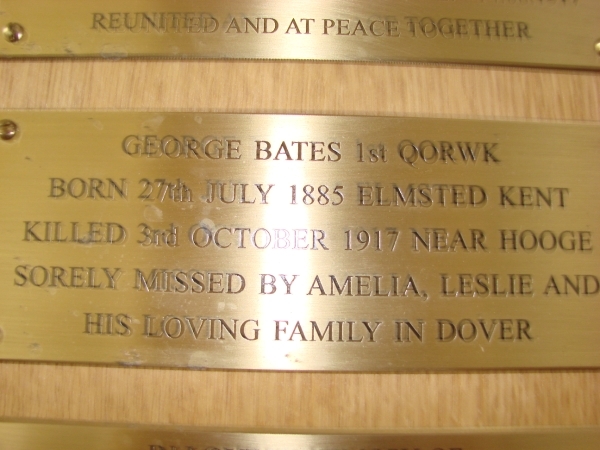 REUNITED AND AT PEACE TOGETHER
GEORGE BATES 1st QORWK
BORN 27th JULY 1885 ELMSTED KENT
KILLED 3rd OCTOBER 1917 NEAR HOOGE
SORELY MISSED BY AMELIA, LESLIE AND
HIS LOVING FAMILY IN DOVER